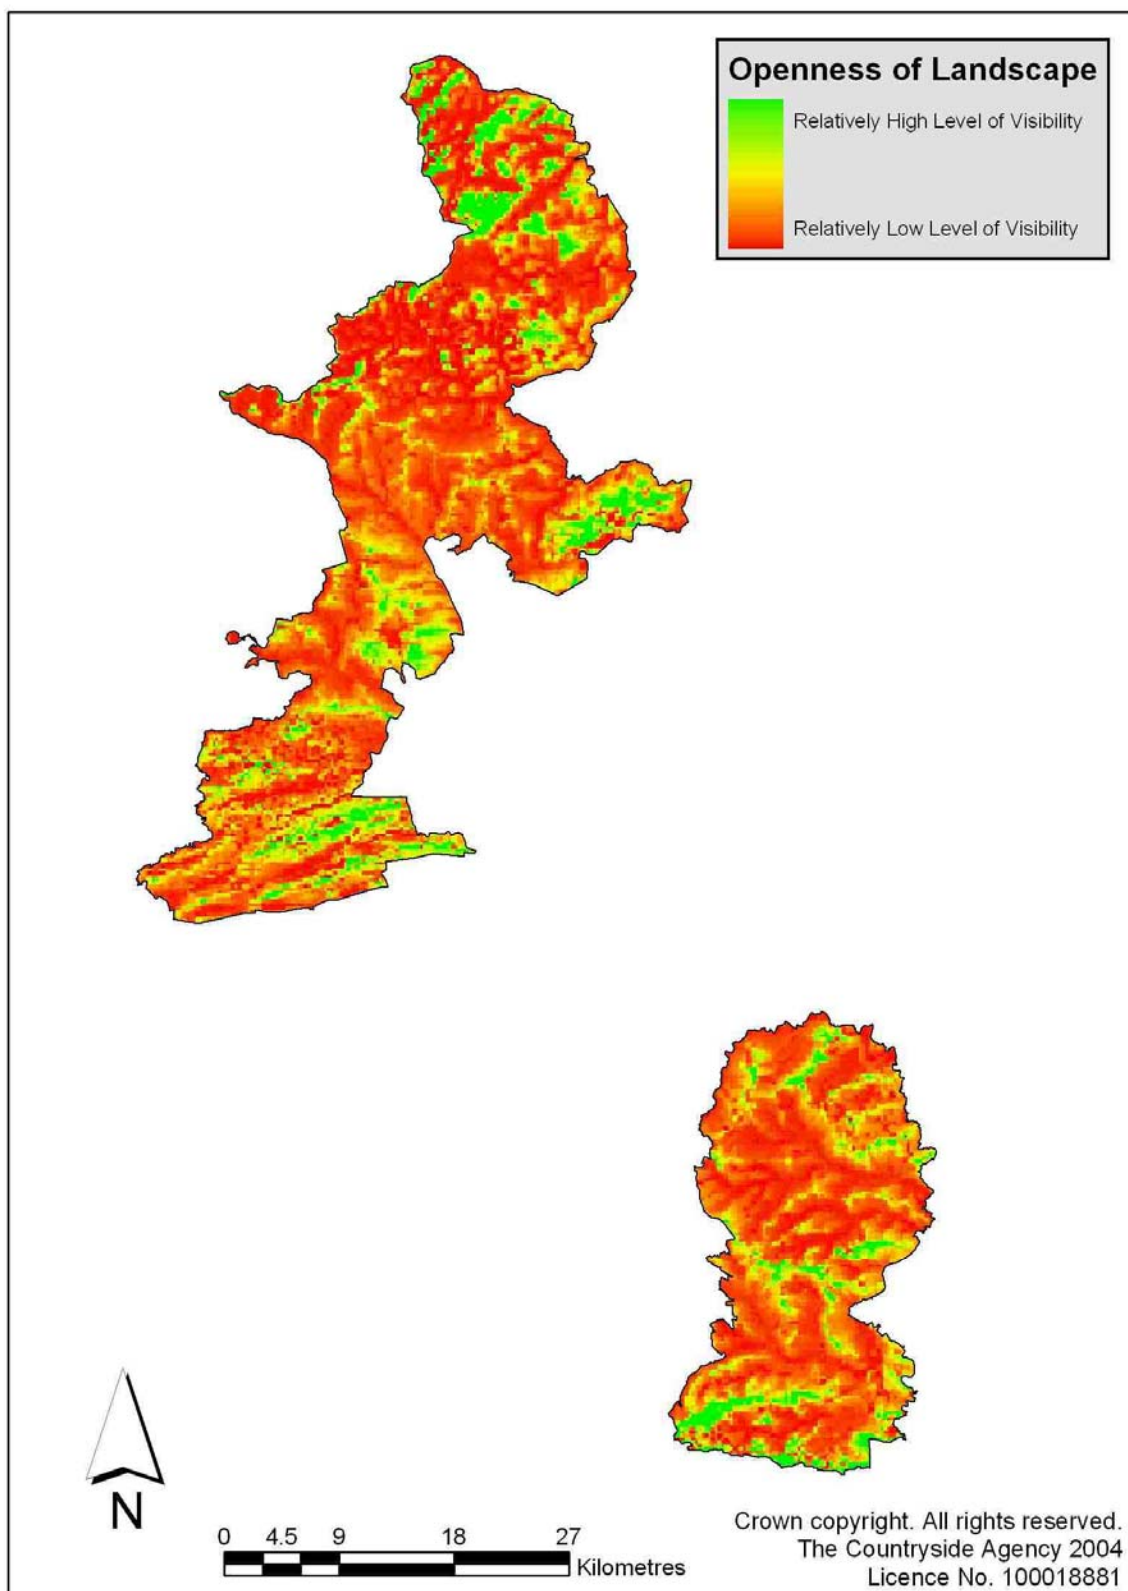 Openness of Landscape
Relatively High Level of Visibility
Relatively Low Level of Visibility
N
0 4.5 9 18 27
Kilometres
Crown copyright. All rights reserved.
The Countryside Agency 2004
Licence No. 100018881